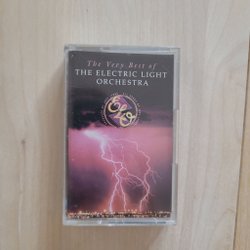 The Very Best of
THE ELECTRIC LIGHT
ORCHESTRA
ELO